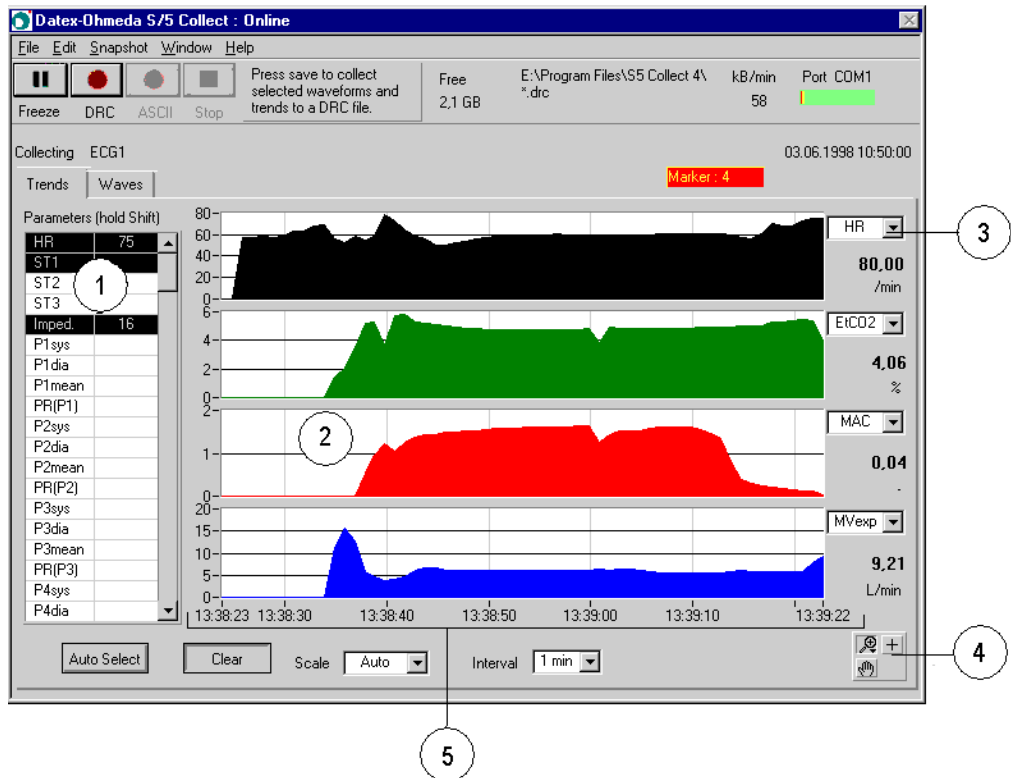 Datex-Ohmeda S/5 Collect : Online
File Edit Snapshot Window Help
Freeze DRC ASCII Stop
Press save to collect
selected waveforms and
trends to a DRC file.
Free
2,1 GB
E:\Program Files\S5 Collect 4\
*.drc
kB/min
58
Port COM1
Collecting ECG1
03.06.1998 10:50:00
Trends Waves
Marker : 4
Parameters (hold Shift)
HR 75
ST1
ST2
ST3
Imped. 16
P1sys
P1dia
P1mean
PR(P1)
P2sys
P2dia
P2mean
PR(P2)
P3sys
P3dia
P3mean
PR(P3)
P4sys
P4dia
1
80
60
40
20
0
HR
80,00
/min
3
6
4
2
0
EtCO2
4,06
%
2
1
0
MAC
0,04
.
2
20
15
10
5
0
MVexp
9,21
L/min
13:38:23 13:38:30 13:38:40 13:38:50 13:39:00 13:39:10 13:39:22
Auto Select Clear Scale Auto Interval 1 min
4
5